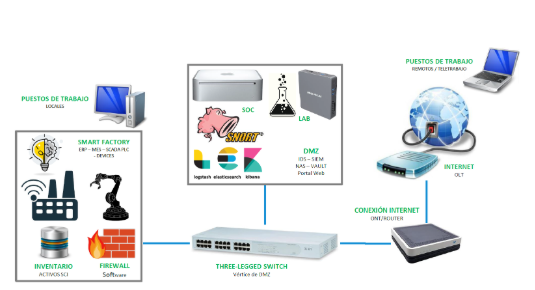 PUESTOS DE TRABAJO
REMOTOS / TELETRABAJO
PUESTOS DE TRABAJO
LOCALES
SOC
LAB
SNORT
SMART FACTORY
ERP – MES – SCADA PLC
- DEVICES
DMZ
IDS – SIEM
NAS – VAULT
Portal Web
logstash elasticsearch kibana
INTERNET
OLT
CONEXIÓN INTERNET
ONT/ROUTER
INVENTARIO
ACTIVOS SCI
FIREWALL
Software
THREE-LEGGED SWITCH
Vértice de DMZ